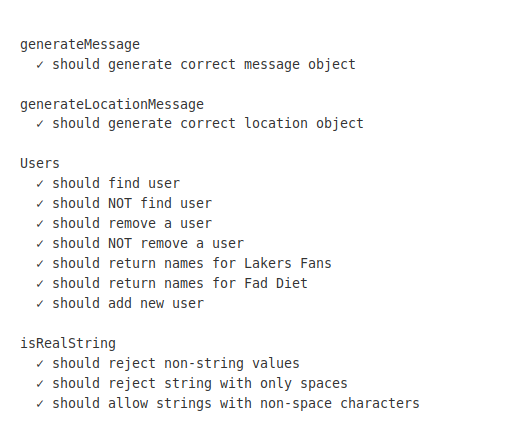 generateMessage
✓ should generate correct message object
generateLocationMessage
✓ should generate correct location object
Users
✓ should find user
✓ should NOT find user
✓ should remove a user
✓ should NOT remove a user
✓ should return names for Lakers Fans
✓ should return names for Fad Diet
✓ should add new user
isRealString
✓ should reject non-string values
✓ should reject string with only spaces
✓ should allow strings with non-space characters